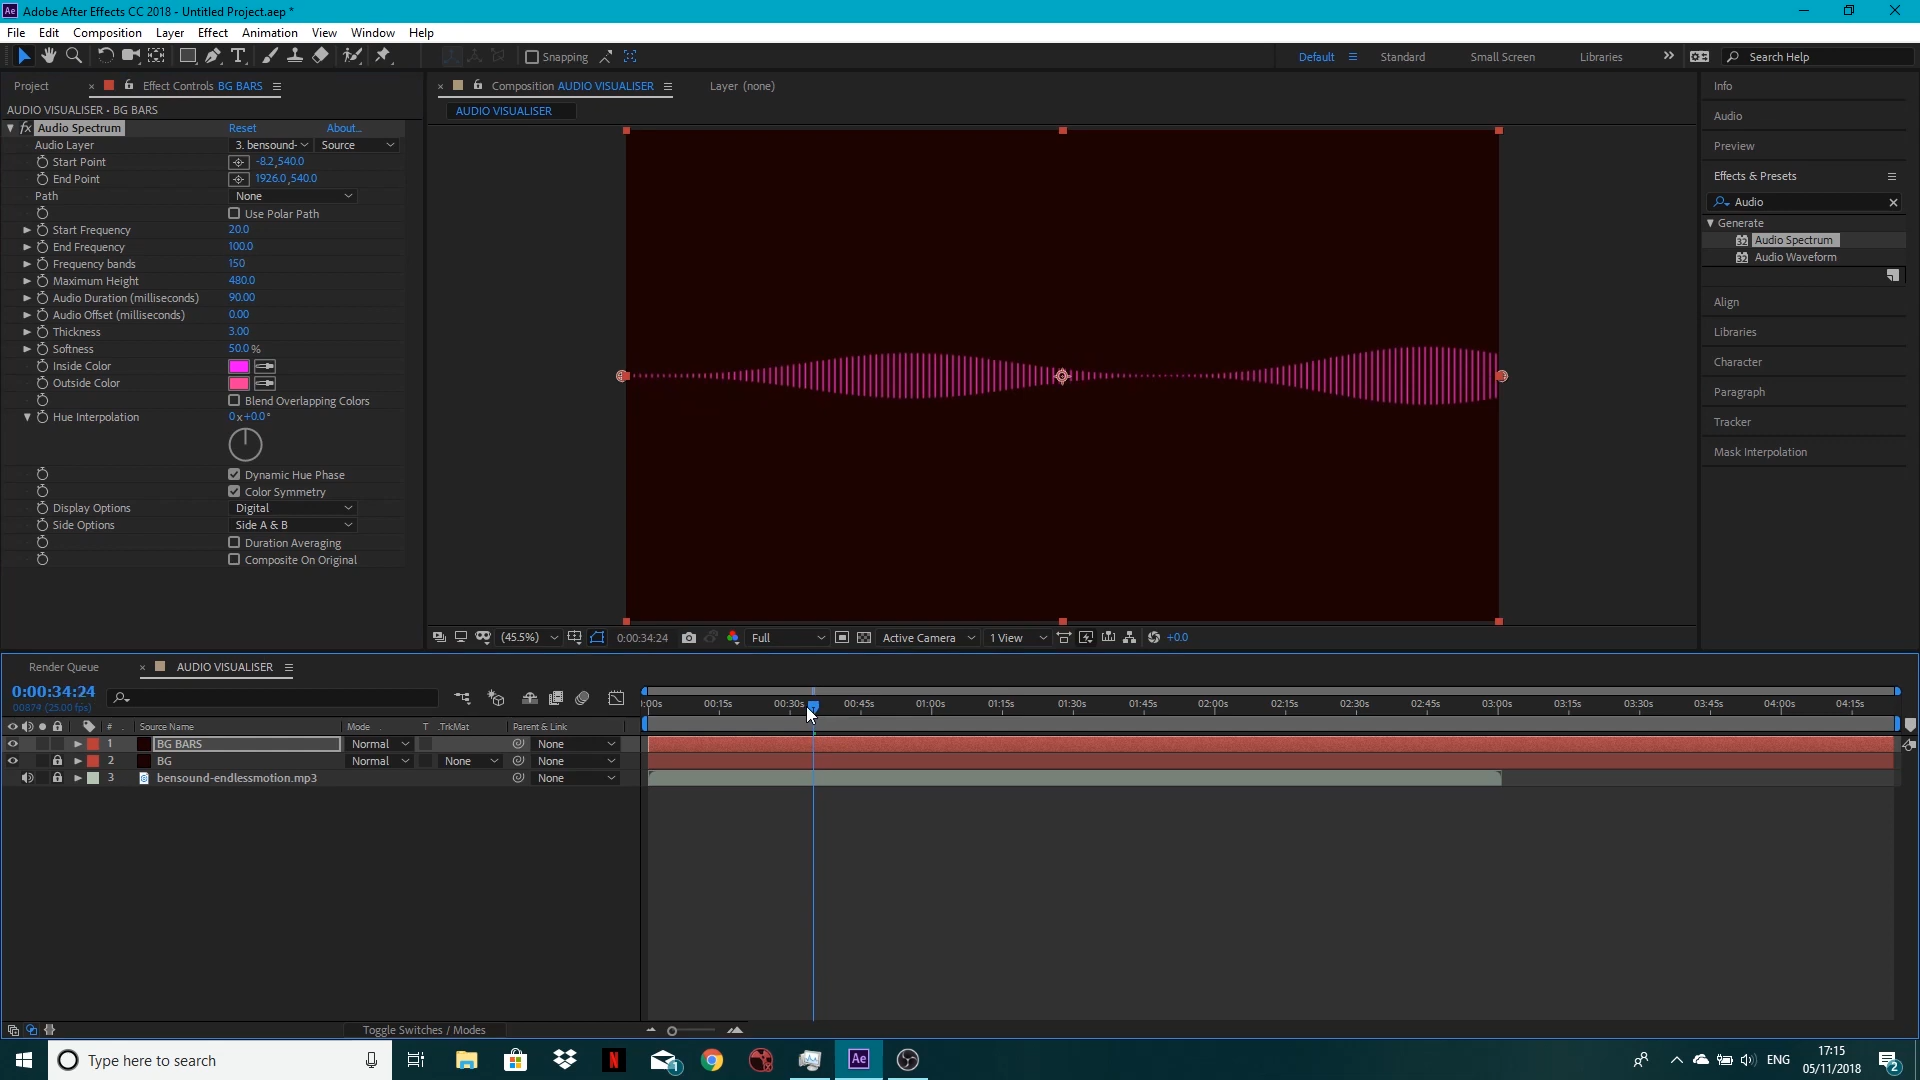 Ae Adobe After Effects CC 2018 - Untitled Project.aep *
File Edit Composition Layer Effect Animation View Window Help
Snapping Default Standard Small Screen Libraries Search Help
Project Effect Controls BG BARS Composition AUDIO VISUALISER Layer (none) Info
AUDIO VISUALISER • BG BARS AUDIO VISUALISER
fx Audio Spectrum Reset About... Audio
Audio Layer 3. bensound- Source Preview
Start Point -8.2,540.0
End Point 1926.0,540.0 Effects & Presets
Path None Audio
Use Polar Path
Start Frequency 20.0 Generate
End Frequency 100.0 Audio Spectrum
Frequency bands 150 Audio Waveform
Maximum Height 480.0
Audio Duration (milliseconds) 90.00 Align
Audio Offset (milliseconds) 0.00
Thickness 3.00 Libraries
Softness 50.0 %
Inside Color Character
Outside Color
Blend Overlapping Colors Paragraph
Hue Interpolation 0 x +0.0 ° Tracker
Mask Interpolation
Dynamic Hue Phase
Color Symmetry
Display Options Digital
Side Options Side A & B
Duration Averaging
Composite On Original
(45.5%) 0:00:34:24 Full Active Camera 1 View +0.0
Render Queue AUDIO VISUALISER
0:00:34:24
00874 (25.00 fps) 00s 00:15s 00:30s 00:45s 01:00s 01:15s 01:30s 01:45s 02:00s 02:15s 02:30s 02:45s 03:00s 03:15s 03:30s 03:45s 04:00s 04:15s
# Source Name Mode T .TrkMat Parent & Link
1 BG BARS Normal None
2 BG Normal None None
3 bensound-endlessmotion.mp3 None
Toggle Switches / Modes
Type here to search N 1 Ae ENG 17:15
05/11/2018 2